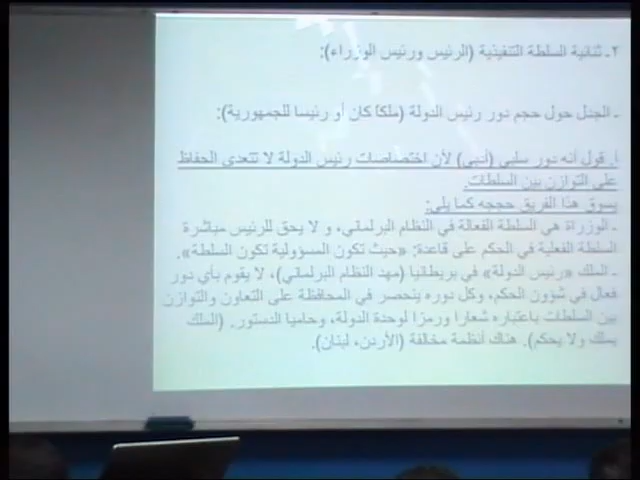 ٢ـ ثنائية السلطة التنفيذية (الرئيس ورئيس الوزراء):
ـ الجدل حول حجم دور رئيس الدولة (ملكا كان أو رئيسا للجمهورية):
أ. قول أنه دور سلبي (أدبي) لأن اختصاصات رئيس الدولة لا تتعدى الحفاظ
على التوازن بين السلطات.
يسوق هذا الفريق حججه كما يلي:
ـ الوزراة هي السلطة الفعالة في النظام البرلماني، و لا يحق للرئيس مباشرة
السلطة الفعلية في الحكم على قاعدة: «حيث تكون المسؤولية تكون السلطة».
ـ الملك «رئيس الدولة» في بريطانيا (مهد النظام البرلماني)، لا يقوم بأي دور
فعال في شؤون الحكم، وكل دوره ينحصر في المحافظة على التعاون والتوازن
بين السلطات باعتباره شعارا ورمزا لوحدة الدولة، وحاميا الدستور. (الملك
يملك ولا يحكم). هناك أنظمة مخالفة (الأردن، لبنان).